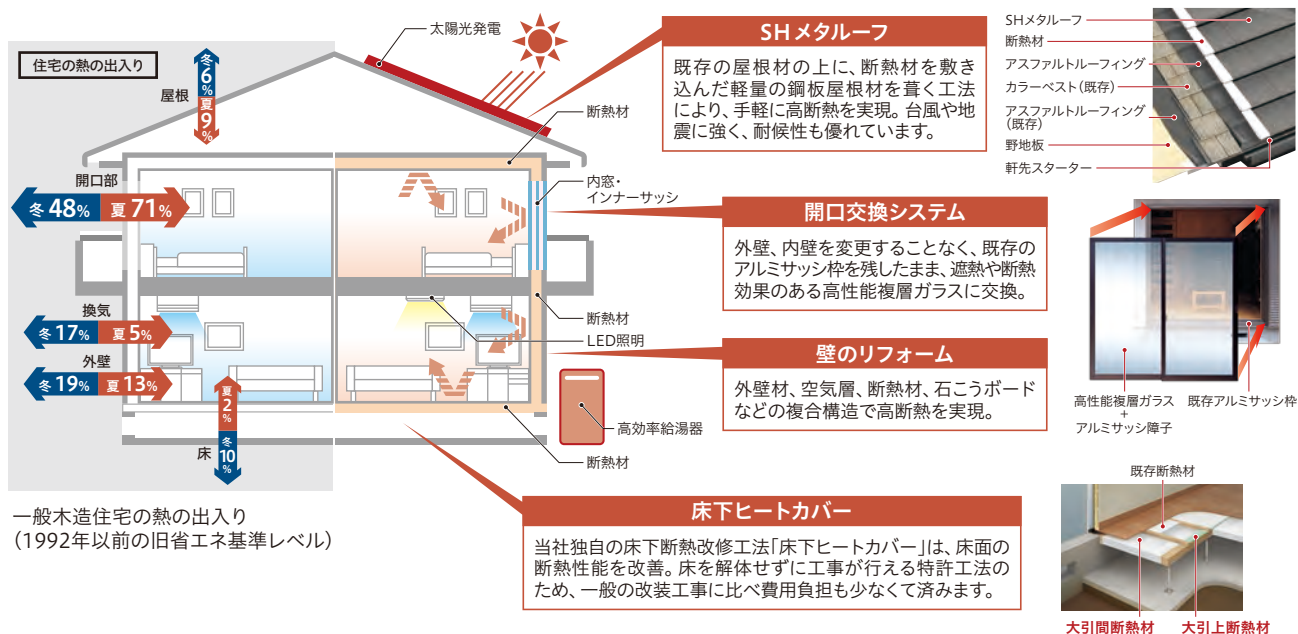 住宅の熱の出入り
冬6%
夏9%
屋根
開口部
冬48% 夏71%
換気
冬17% 夏5%
外壁
冬19% 夏13%
夏2%
冬10%
床
一般木造住宅の熱の出入り
(1992年以前の旧省エネ基準レベル)
太陽光発電
断熱材
内窓・
インナーサッシ
断熱材
LED照明
高効率給湯器
断熱材
SHメタルーフ
既存の屋根材の上に、断熱材を敷き
込んだ軽量の鋼板屋根材を葺く工法
により、手軽に高断熱を実現。台風や地
震に強く、耐候性も優れています。
開口交換システム
外壁、内壁を変更することなく、既存の
アルミサッシ枠を残したまま、遮熱や断熱
効果のある高性能複層ガラスに交換。
壁のリフォーム
外壁材、空気層、断熱材、石こうボード
などの複合構造で高断熱を実現。
床下ヒートカバー
当社独自の床下断熱改修工法「床下ヒートカバー」は、床面の
断熱性能を改善。床を解体せずに工事が行える特許工法の
ため、一般の改装工事に比べ費用負担も少なくて済みます。
SHメタルーフ
断熱材
アスファルトルーフィング
カラーベスト(既存)
アスファルトルーフィング
(既存)
野地板
軒先スターター
高性能複層ガラス
+
アルミサッシ障子
既存アルミサッシ枠
既存断熱材
大引間断熱材
大引上断熱材